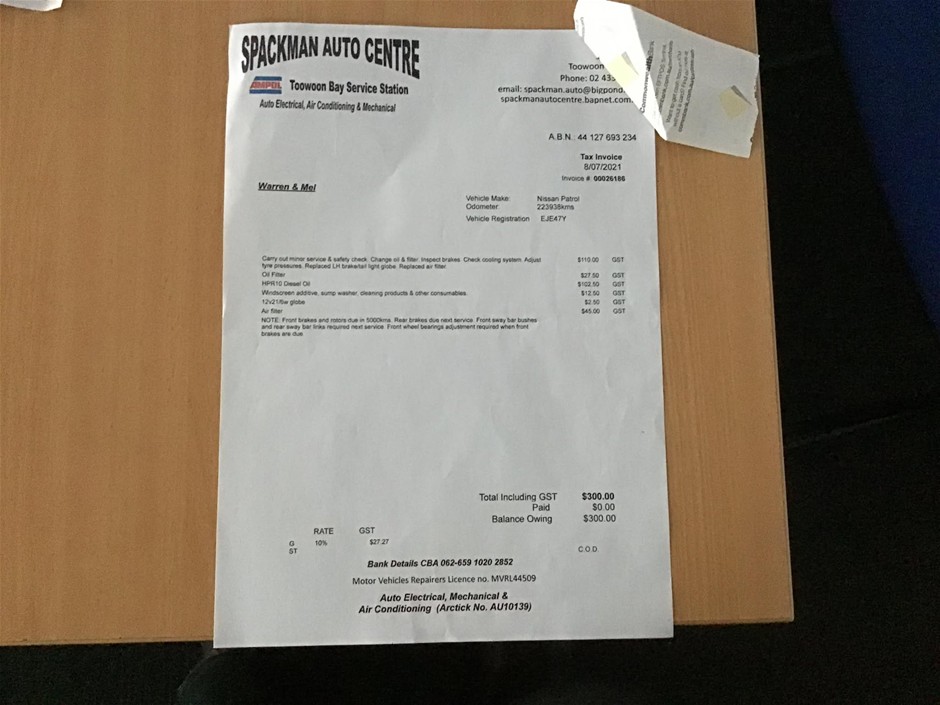 SPACKMAN AUTO CENTRE
AMPOL
Toowoon Bay Service Station
Auto Electrical, Air Conditioning & Mechanical
Toowoon
Phone: 02 43
email: spackman.auto@bigpond.
spackmanautocentre.bapnet.com.
A.B.N.: 44 127 693 234
Tax Invoice
8/07/2021
Invoice #: 00026186
Warren & Mel
Vehicle Make: Nissan Patrol
Odometer: 223938kms
Vehicle Registration EJE47Y
Carry out minor service & safety check. Change oil & filter. Inspect brakes. Check cooling system. Adjust $110.00 GST
tyre pressures. Replaced LH brake/tail light globe. Replaced air filter.
Oil Filter $27.50 GST
HPR10 Diesel Oil $102.50 GST
Windscreen additive, sump washer, cleaning products & other consumables. $12.50 GST
12v21/5w globe $2.50 GST
Air filter $45.00 GST
NOTE: Front brakes and rotors due in 5000kms. Rear brakes due next service. Front sway bar bushes
and rear sway bar links required next service. Front wheel bearings adjustment required when front
brakes are due
Total Including GST $300.00
Paid $0.00
Balance Owing $300.00
RATE GST
G 10% $27.27
ST
C.O.D.
Bank Details CBA 062-659 1020 2852
Motor Vehicles Repairers Licence no. MVRL44509
Auto Electrical, Mechanical &
Air Conditioning (Arctick No. AU10139)